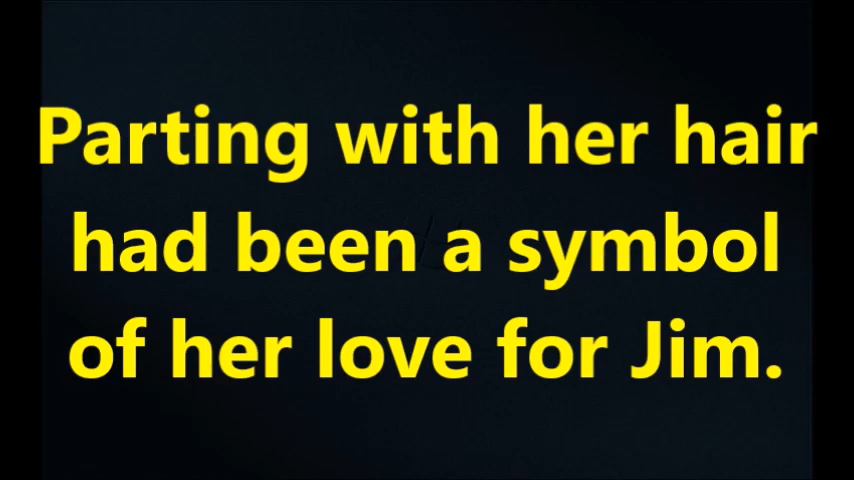 Parting with her hair
had been a symbol
of her love for Jim.